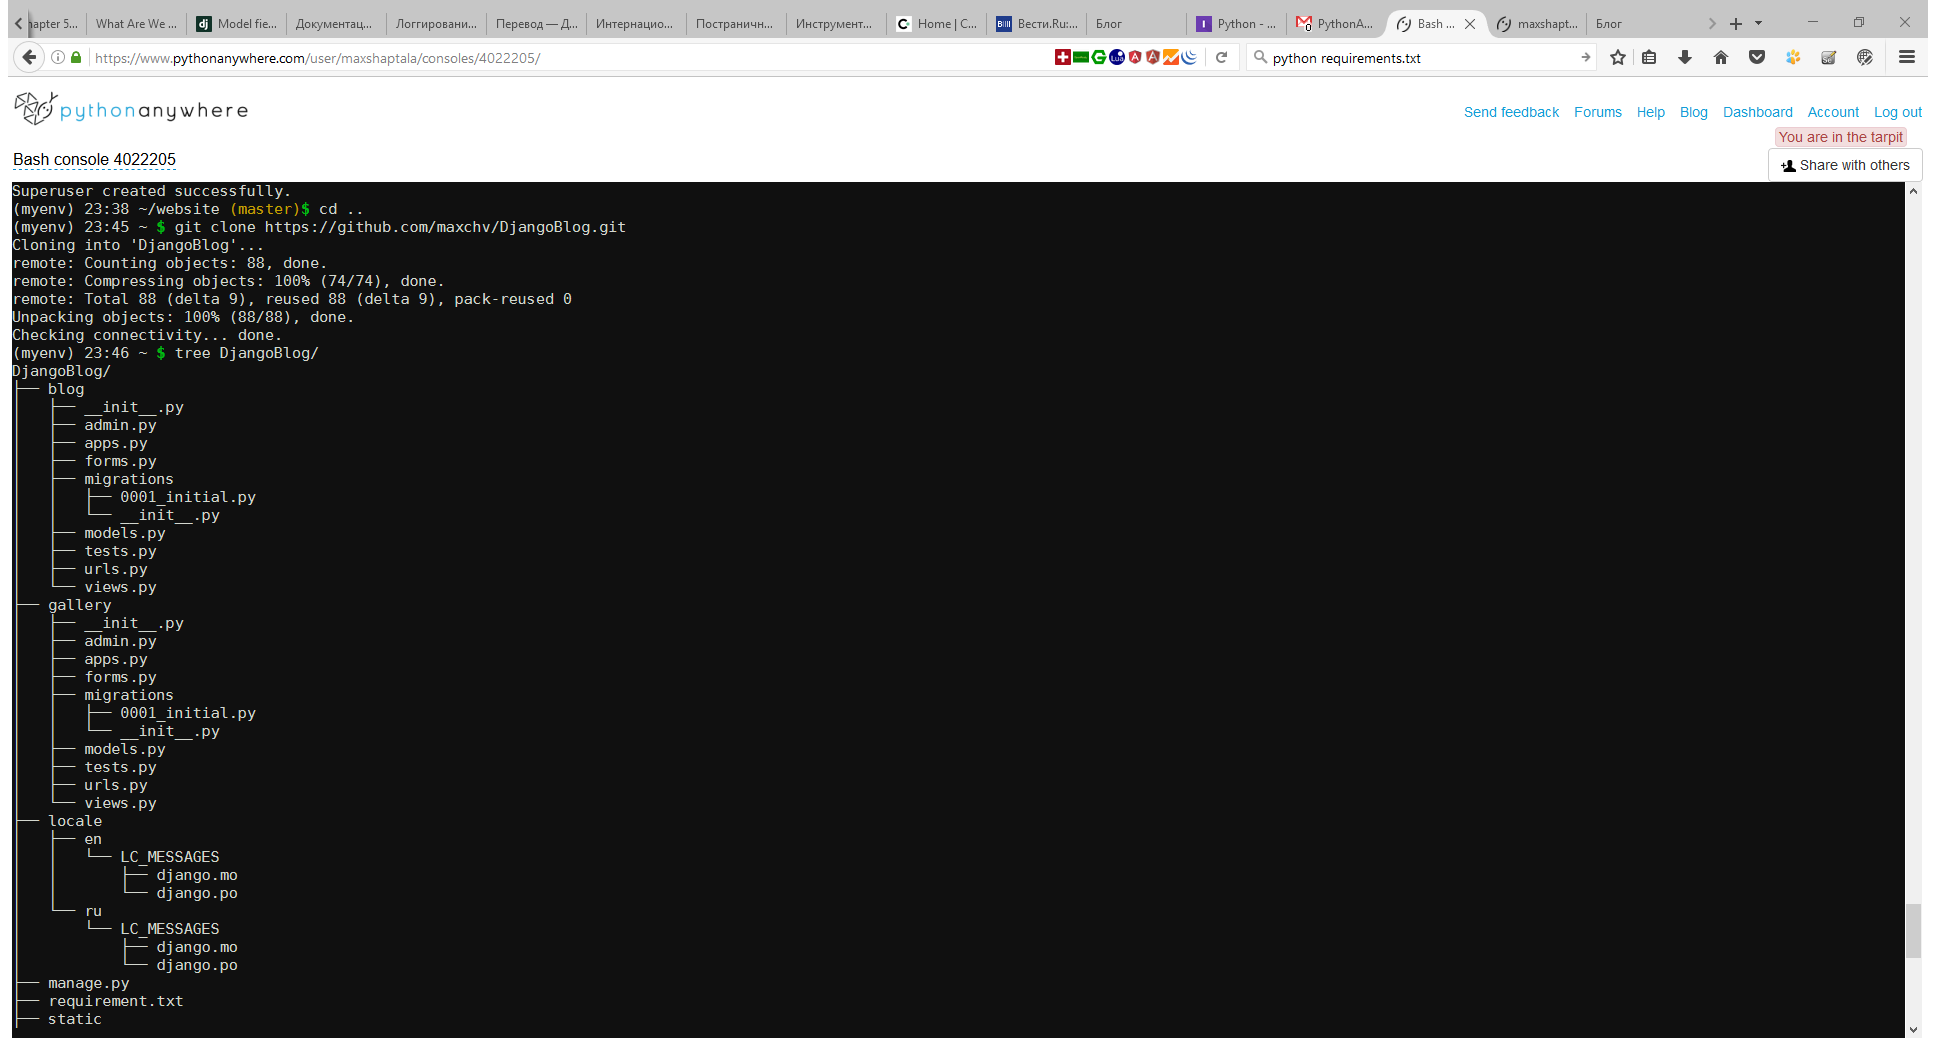 hapter 5...
What Are We ...
dj Model fie...
Документац...
Логгировани...
Перевод — Д...
Интернацио...
Постраничн...
Инструмент...
C Home | C...
Вести.Ru:...
Блог
I Python - ...
PythonA...
Bash ...
maxshapt...
Блог
https://www.pythonanywhere.com/user/maxshaptala/consoles/4022205/
python requirements.txt
pythonanywhere
Send feedback Forums Help Blog Dashboard Account Log out
You are in the tarpit
Bash console 4022205
Share with others
Superuser created successfully.
(myenv) 23:38 ~/website (master)$ cd ..
(myenv) 23:45 ~ $ git clone https://github.com/maxchv/DjangoBlog.git
Cloning into 'DjangoBlog'...
remote: Counting objects: 88, done.
remote: Compressing objects: 100% (74/74), done.
remote: Total 88 (delta 9), reused 88 (delta 9), pack-reused 0
Unpacking objects: 100% (88/88), done.
Checking connectivity... done.
(myenv) 23:46 ~ $ tree DjangoBlog/
DjangoBlog/
├── blog
│   ├── __init__.py
│   ├── admin.py
│   ├── apps.py
│   ├── forms.py
│   ├── migrations
│   │   ├── 0001_initial.py
│   │   └── __init__.py
│   ├── models.py
│   ├── tests.py
│   ├── urls.py
│   └── views.py
├── gallery
│   ├── __init__.py
│   ├── admin.py
│   ├── apps.py
│   ├── forms.py
│   ├── migrations
│   │   ├── 0001_initial.py
│   │   └── __init__.py
│   ├── models.py
│   ├── tests.py
│   ├── urls.py
│   └── views.py
├── locale
│   ├── en
│   │   └── LC_MESSAGES
│   │       ├── django.mo
│   │       └── django.po
│   └── ru
│       └── LC_MESSAGES
│           ├── django.mo
│           └── django.po
├── manage.py
├── requirement.txt
├── static